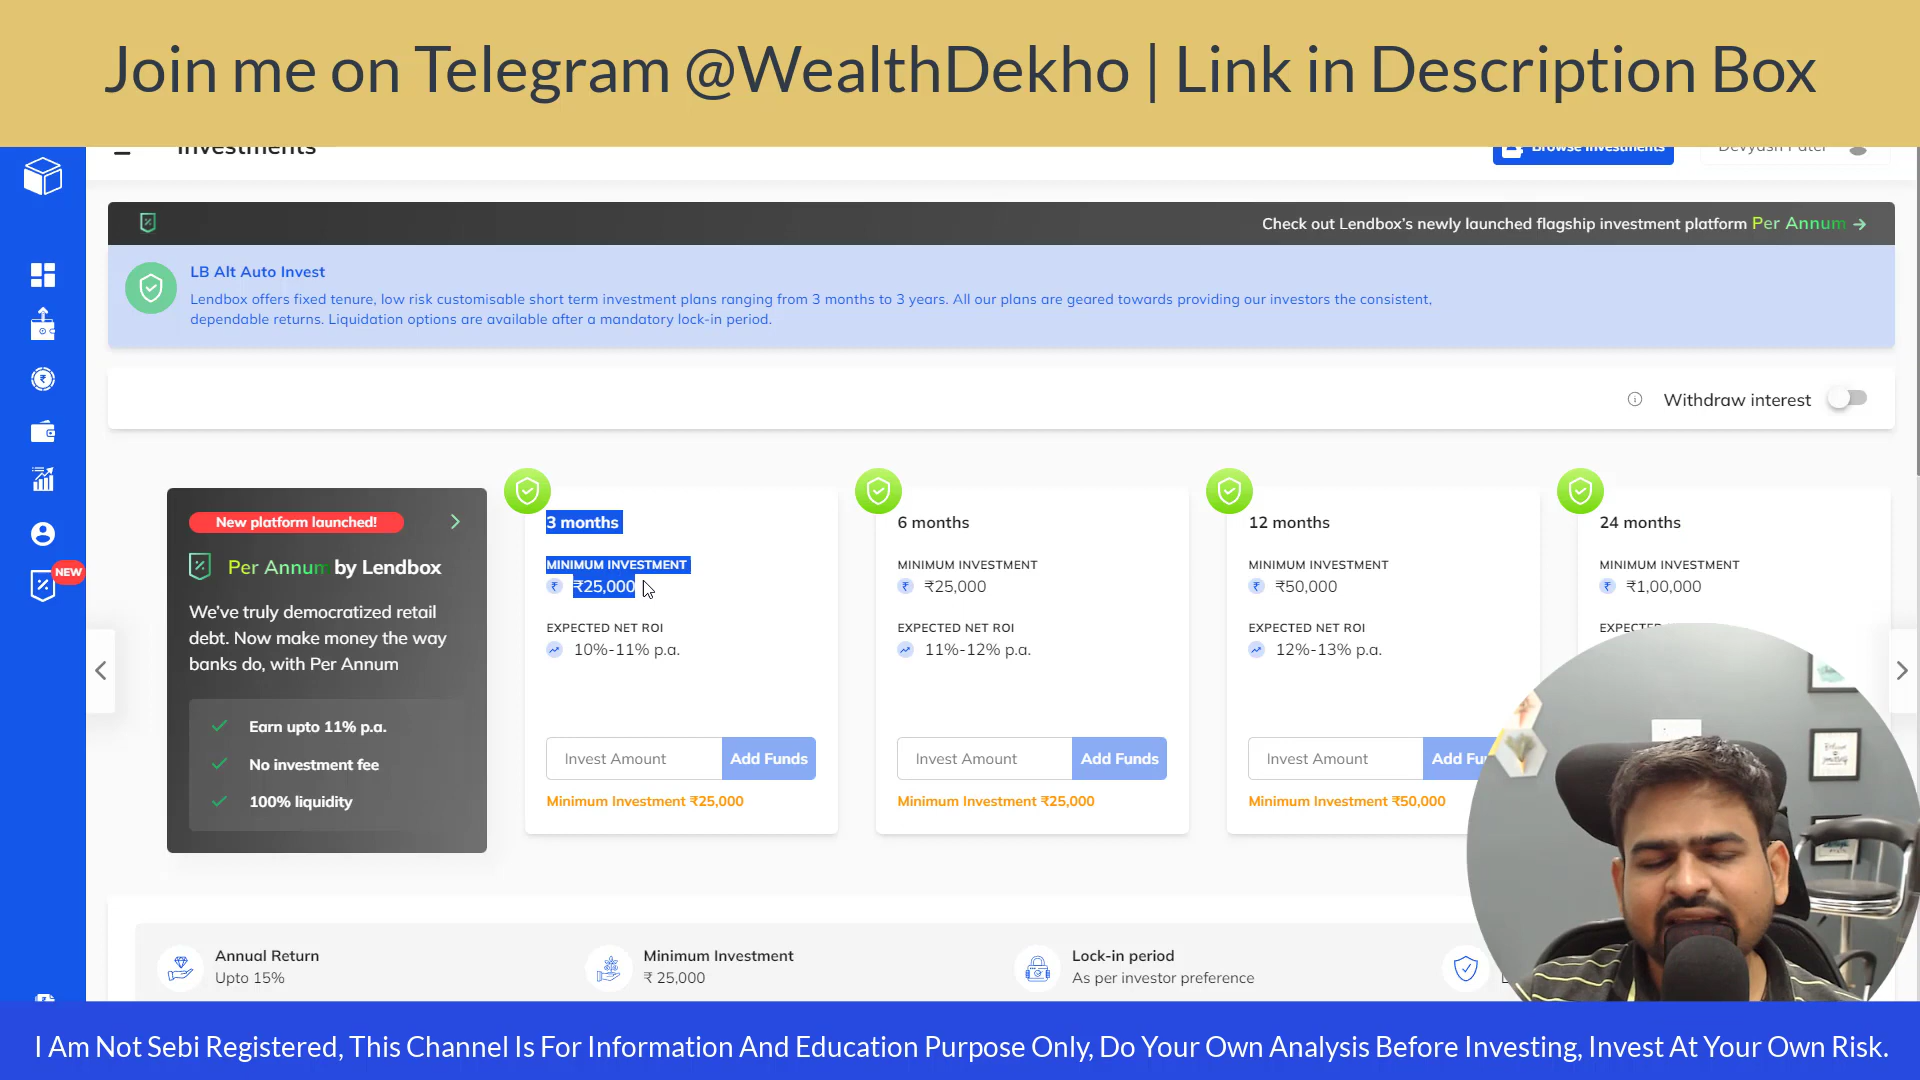 Join me on Telegram @WealthDekho | Link in Description Box
Investments
Browse Investments
Devyash Patel
Check out Lendbox's newly launched flagship investment platform Per Annum
LB Alt Auto Invest
Lendbox offers fixed tenure, low risk customisable short term investment plans ranging from 3 months to 3 years. All our plans are geared towards providing our investors the consistent,
dependable returns. Liquidation options are available after a mandatory lock-in period.
Withdraw interest
NEW
New platform launched!
Per Annum by Lendbox
We've truly democratized retail
debt. Now make money the way
banks do, with Per Annum
Earn upto 11% p.a.
No investment fee
100% liquidity
3 months
MINIMUM INVESTMENT
₹25,000
EXPECTED NET ROI
10%-11% p.a.
Invest Amount
Add Funds
Minimum Investment ₹25,000
6 months
MINIMUM INVESTMENT
₹25,000
EXPECTED NET ROI
11%-12% p.a.
Invest Amount
Add Funds
Minimum Investment ₹25,000
12 months
MINIMUM INVESTMENT
₹50,000
EXPECTED NET ROI
12%-13% p.a.
Invest Amount
Add Fu
Minimum Investment ₹50,000
24 months
MINIMUM INVESTMENT
₹1,00,000
Annual Return
Upto 15%
Minimum Investment
₹ 25,000
Lock-in period
As per investor preference
I Am Not Sebi Registered, This Channel Is For Information And Education Purpose Only, Do Your Own Analysis Before Investing, Invest At Your Own Risk.